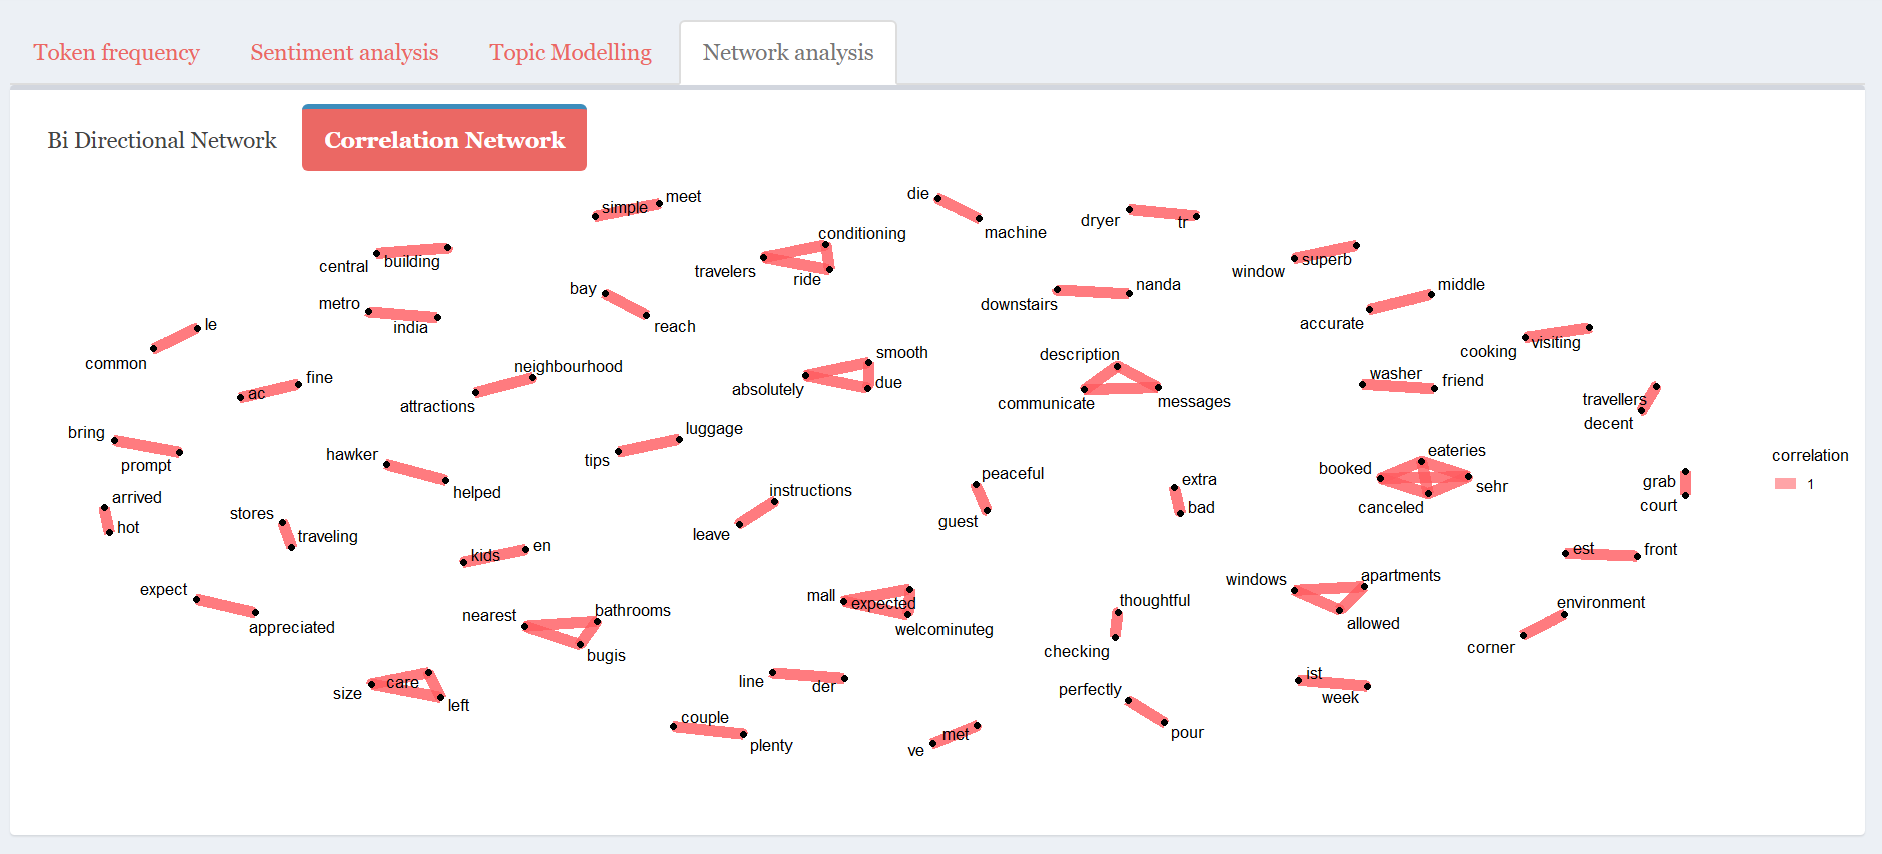 Token frequency
Sentiment analysis
Topic Modelling
Network analysis
Bi Directional Network
Correlation Network
simple
meet
die
machine
dryer
tr
central
building
conditioning
travelers
ride
window
superb
metro
india
bay
reach
downstairs
nanda
middle
accurate
le
common
cooking
visiting
neighbourhood
attractions
smooth
absolutely
due
description
communicate
messages
washer
friend
ac
fine
travellers
decent
bring
prompt
hawker
helped
luggage
tips
peaceful
guest
extra
bad
eateries
booked
sehr
canceled
grab
court
correlation
1
arrived
hot
stores
traveling
instructions
leave
kids
en
est
front
expect
appreciated
nearest
bathrooms
bugis
mall
expected
welcominuteg
thoughtful
checking
windows
apartments
allowed
environment
corner
size
care
left
line
der
perfectly
pour
ist
week
couple
plenty
ve
met